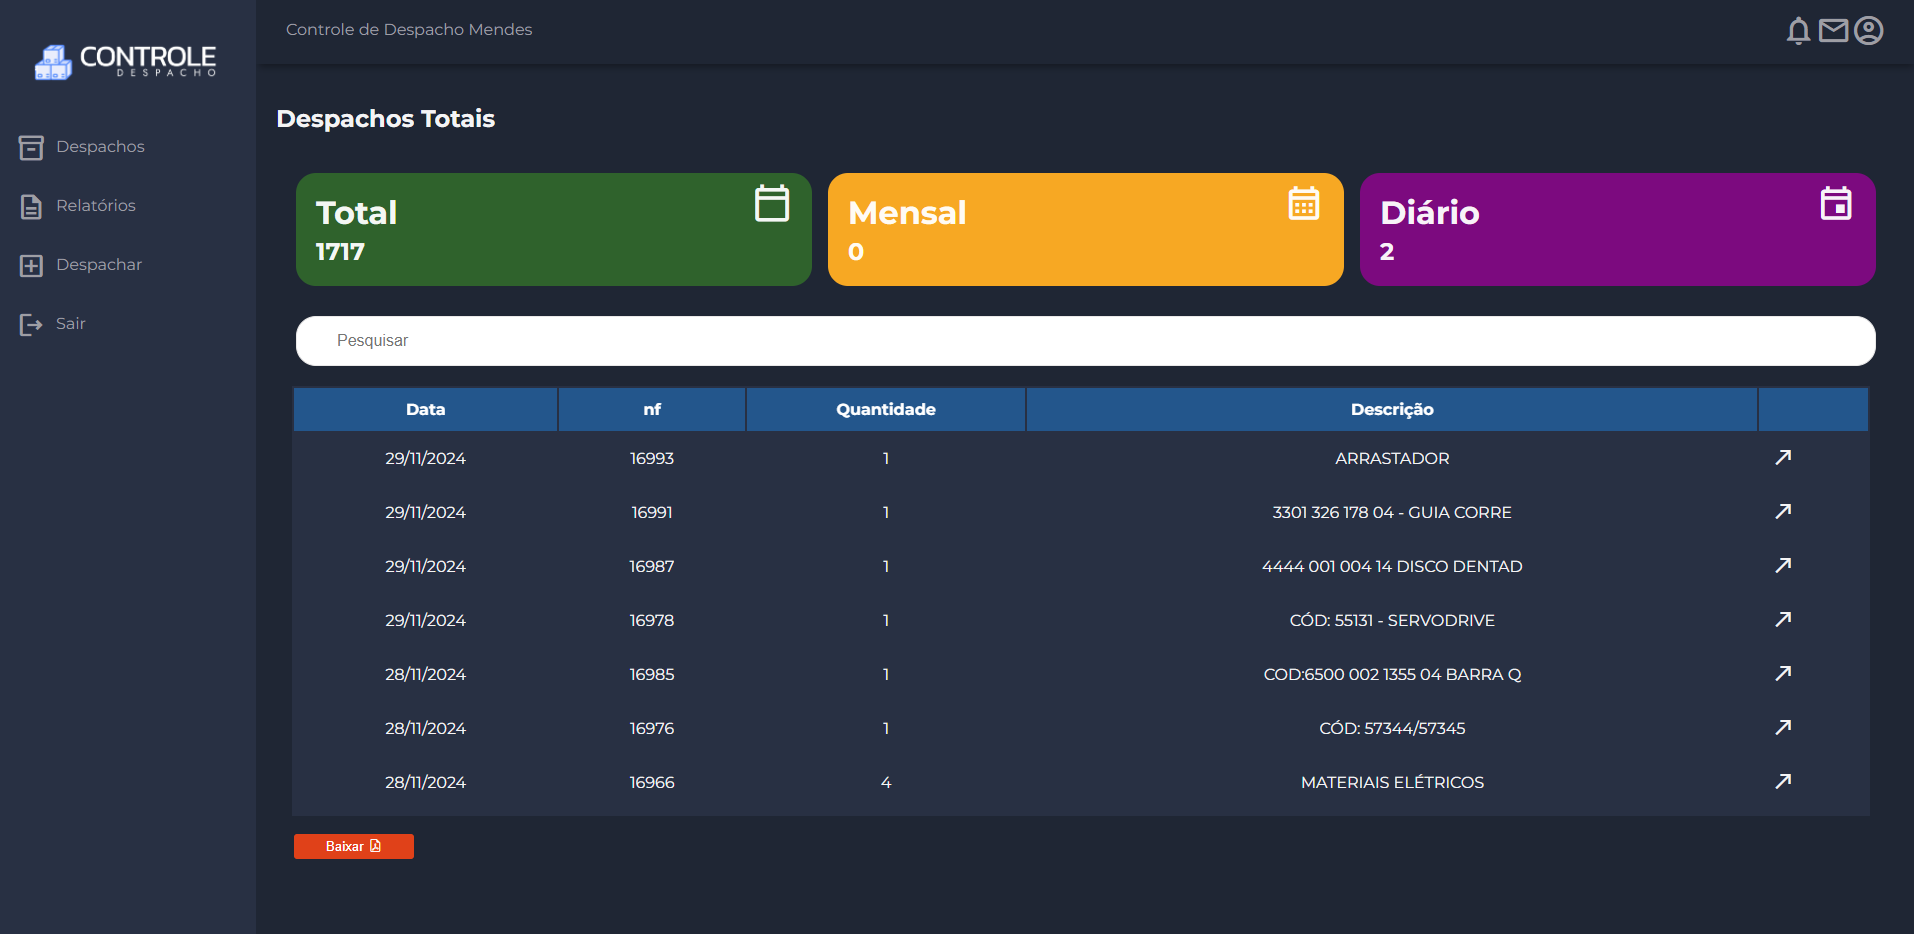 CONTROLE
DESPACHO
Despachos
Relatórios
Despachar
Sair
Controle de Despacho Mendes
Despachos Totais
Total
1717
Mensal
0
Diário
2
Pesquisar
Data nf Quantidade Descrição
29/11/2024 16993 1 ARRASTADOR
29/11/2024 16991 1 3301 326 178 04 - GUIA CORRE
29/11/2024 16987 1 4444 001 004 14 DISCO DENTAD
29/11/2024 16978 1 CÓD: 55131 - SERVODRIVE
28/11/2024 16985 1 COD:6500 002 1355 04 BARRA Q
28/11/2024 16976 1 CÓD: 57344/57345
28/11/2024 16966 4 MATERIAIS ELÉTRICOS
Baixar